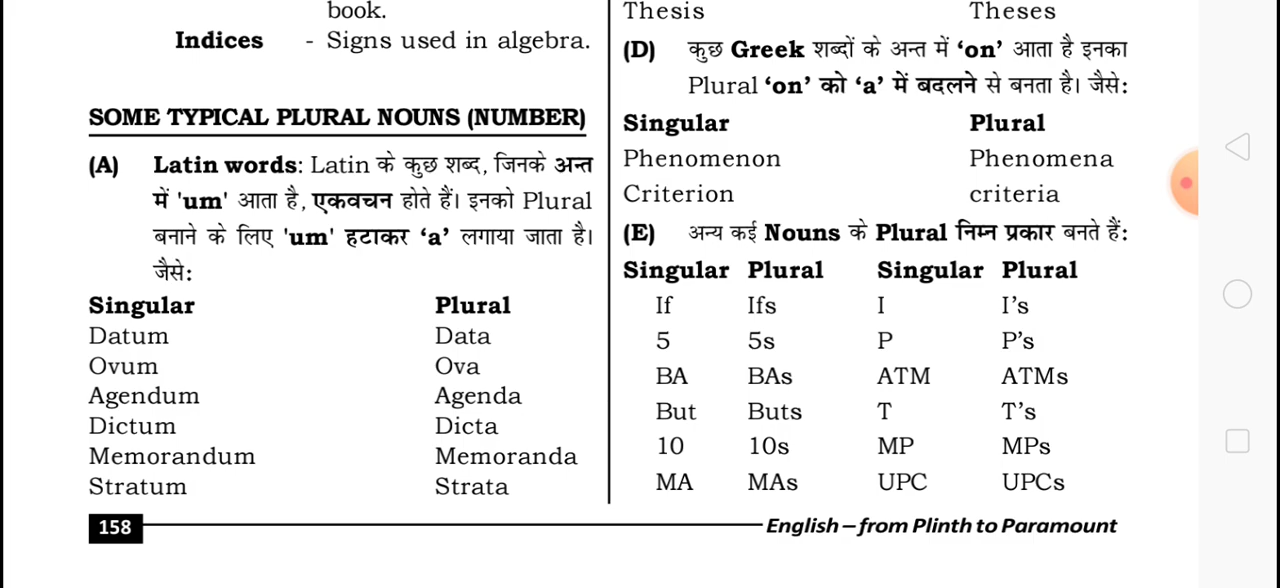 book.
Indices - Signs used in algebra.
SOME TYPICAL PLURAL NOUNS (NUMBER)
(A) Latin words: Latin के कुछ शब्द, जिनके अन्त
में 'um' आता है, एकवचन होते हैं। इनको Plural
बनाने के लिए 'um' हटाकर ‘a’ लगाया जाता है।
जैसे:
Singular Plural
Datum Data
Ovum Ova
Agendum Agenda
Dictum Dicta
Memorandum Memoranda
Stratum Strata
Thesis Theses
(D) कुछ Greek शब्दों के अन्त में ‘on’ आता है इनका
Plural ‘on’ को ‘a’ में बदलने से बनता है। जैसे:
Singular Plural
Phenomenon Phenomena
Criterion criteria
(E) अन्य कई Nouns के Plural निम्न प्रकार बनते हैं:
Singular Plural Singular Plural
If Ifs I I’s
5 5s P P’s
BA BAs ATM ATMs
But Buts T T’s
10 10s MP MPs
MA MAs UPC UPCs
158 English – from Plinth to Paramount